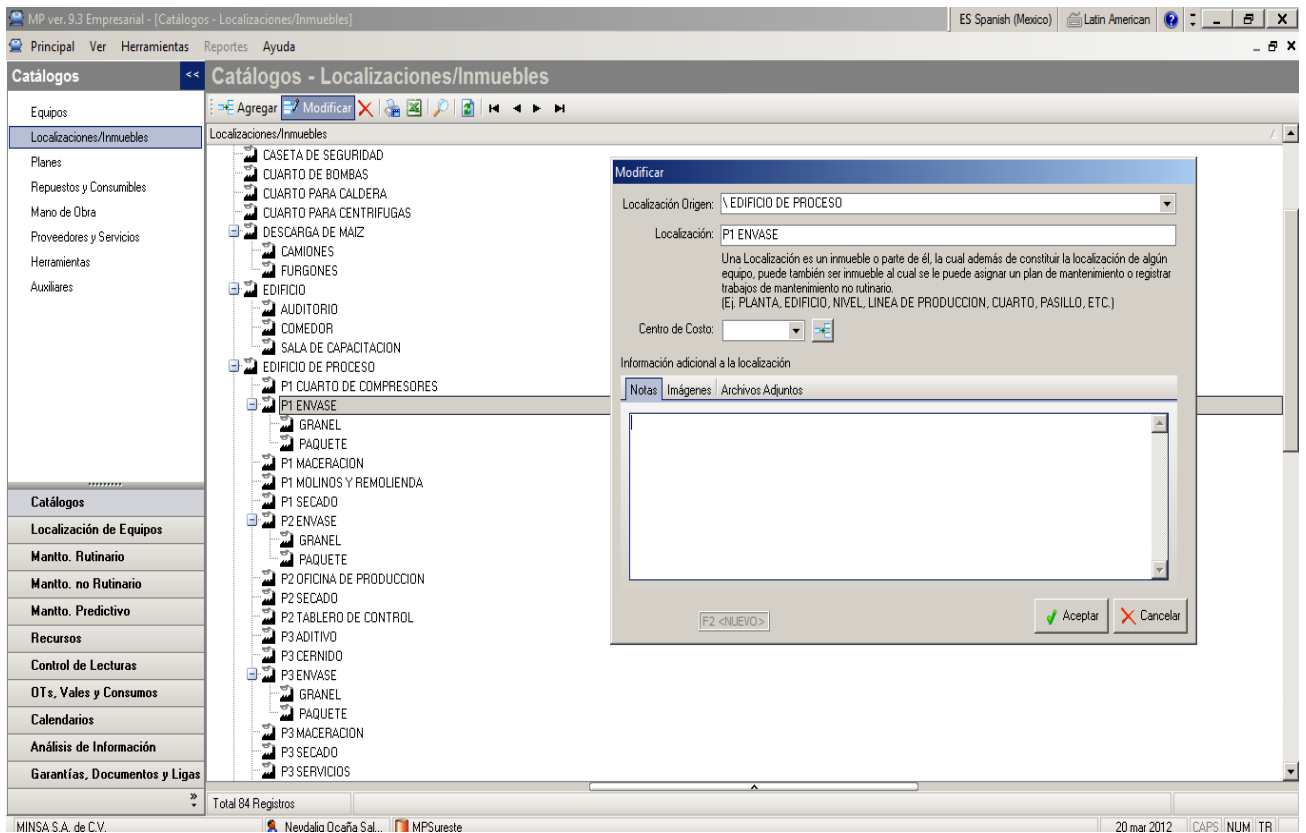 MP ver. 9.3 Empresarial - [Catálogos - Localizaciones/Inmuebles]
ES Spanish (Mexico) Latin American
Principal Ver Herramientas Reportes Ayuda
Catálogos <<
Catálogos - Localizaciones/Inmuebles
Agregar Modificar
Equipos
Localizaciones/Inmuebles
Planes
Repuestos y Consumibles
Mano de Obra
Proveedores y Servicios
Herramientas
Auxiliares
Catálogos
Localización de Equipos
Mantto. Rutinario
Mantto. no Rutinario
Mantto. Predictivo
Recursos
Control de Lecturas
OTs, Vales y Consumos
Calendarios
Análisis de Información
Garantías, Documentos y Ligas
Localizaciones/Inmuebles
CASETA DE SEGURIDAD
CUARTO DE BOMBAS
CUARTO PARA CALDERA
CUARTO PARA CENTRIFUGAS
DESCARGA DE MAIZ
CAMIONES
FURGONES
EDIFICIO
AUDITORIO
COMEDOR
SALA DE CAPACITACION
EDIFICIO DE PROCESO
P1 CUARTO DE COMPRESORES
P1 ENVASE
GRANEL
PAQUETE
P1 MACERACION
P1 MOLINOS Y REMOLIENDA
P1 SECADO
P2 ENVASE
GRANEL
PAQUETE
P2 OFICINA DE PRODUCCION
P2 SECADO
P2 TABLERO DE CONTROL
P3 ADITIVO
P3 CERNIDO
P3 ENVASE
GRANEL
PAQUETE
P3 MACERACION
P3 SECADO
P3 SERVICIOS
Modificar
Localización Origen: \ EDIFICIO DE PROCESO
Localización: P1 ENVASE
Una Localización es un inmueble o parte de él, la cual además de constituir la localización de algún
equipo, puede también ser inmueble al cual se le puede asignar un plan de mantenimiento o registrar
trabajos de mantenimiento no rutinario.
(Ej. PLANTA, EDIFICIO, NIVEL, LINEA DE PRODUCCION, CUARTO, PASILLO, ETC.)
Centro de Costo:
Información adicional a la localización
Notas Imágenes Archivos Adjuntos
F2 <NUEVO>
Aceptar Cancelar
Total 84 Registros
MINSA S.A. de C.V. Neydalig Ocaña Sal... MPSureste 20 mar 2012 CAPS NUM TR